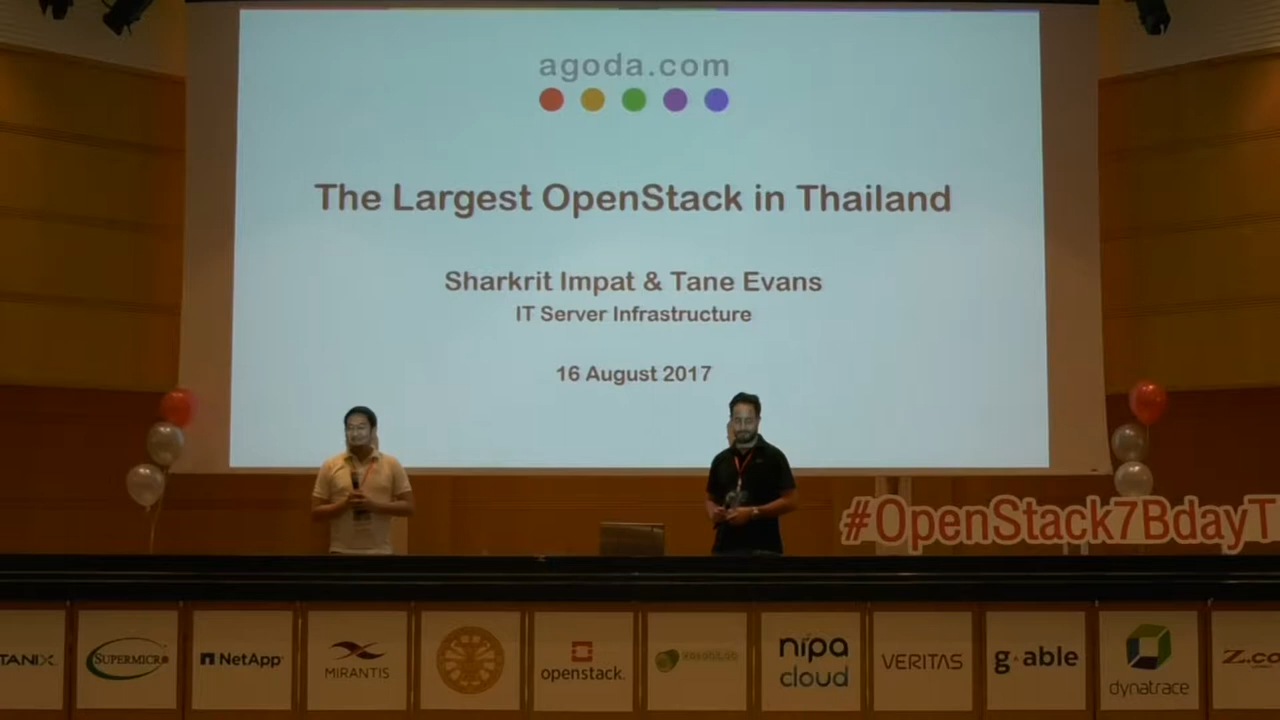 agoda.com
The Largest OpenStack in Thailand
Sharkrit Impat & Tane Evans
IT Server Infrastructure
16 August 2017
#OpenStack7BdayT
TANIX
SUPERMICRO
NetApp
MIRANTIS
openstack.
nipa
cloud
VERITAS
g able
dynatrace
Z.co